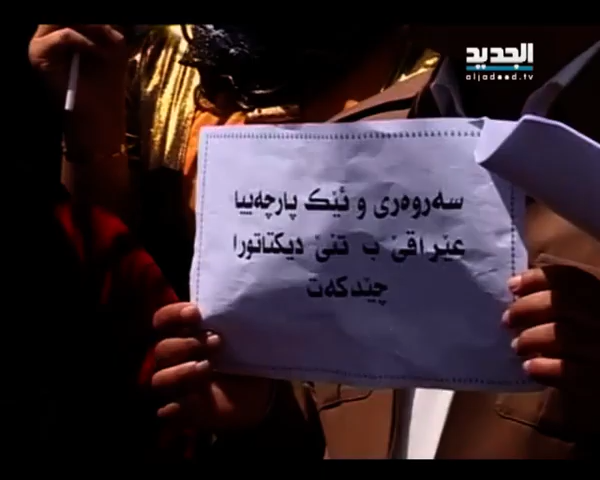 الجديد
aljadeed.tv
سەروەری و ئێک پارچەییا
عێراقێ ب تنێ دیکتاتورا
چێدکەت